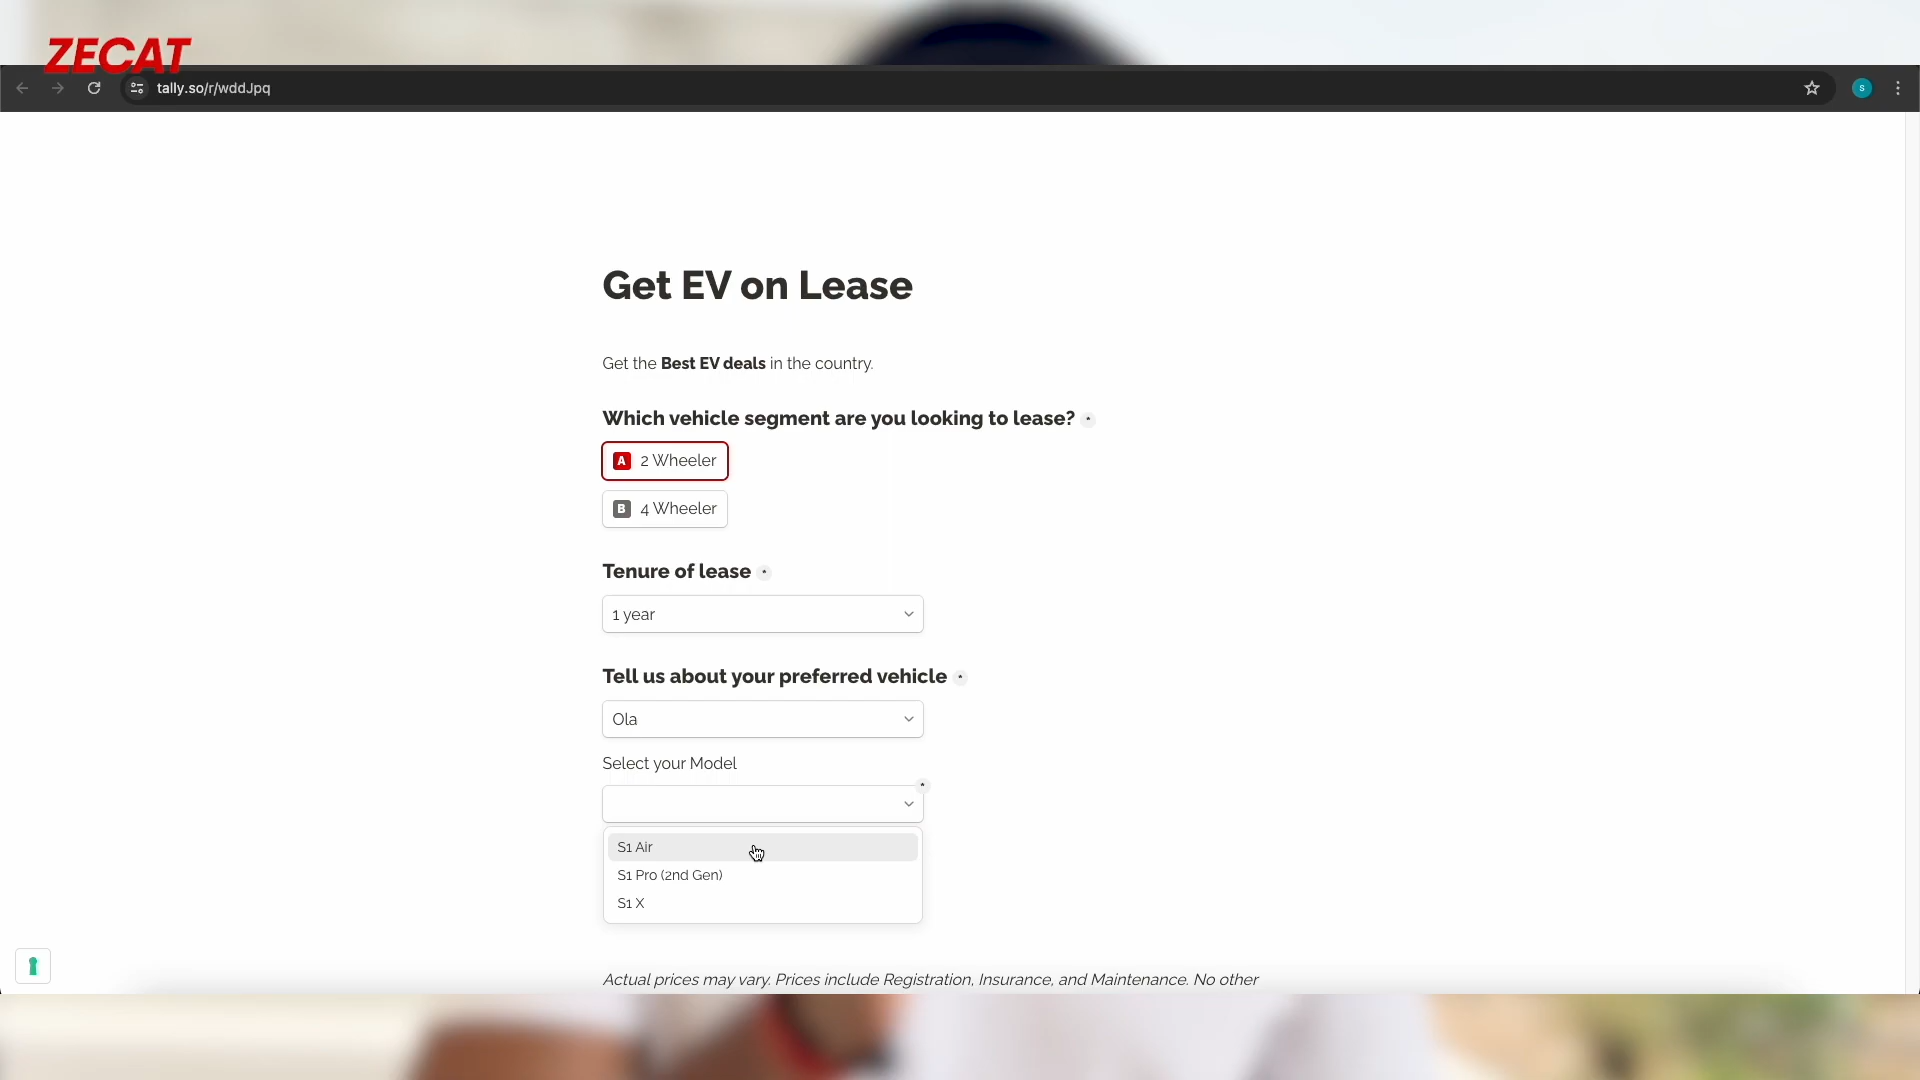 ZECAT
tally.so/r/wddJpq
S
Get EV on Lease
Get the Best EV deals in the country.
Which vehicle segment are you looking to lease? *
A 2 Wheeler
B 4 Wheeler
Tenure of lease *
1 year
Tell us about your preferred vehicle *
Ola
Select your Model
*
S1 Air
S1 Pro (2nd Gen)
S1 X
Actual prices may vary. Prices include Registration, Insurance, and Maintenance. No other